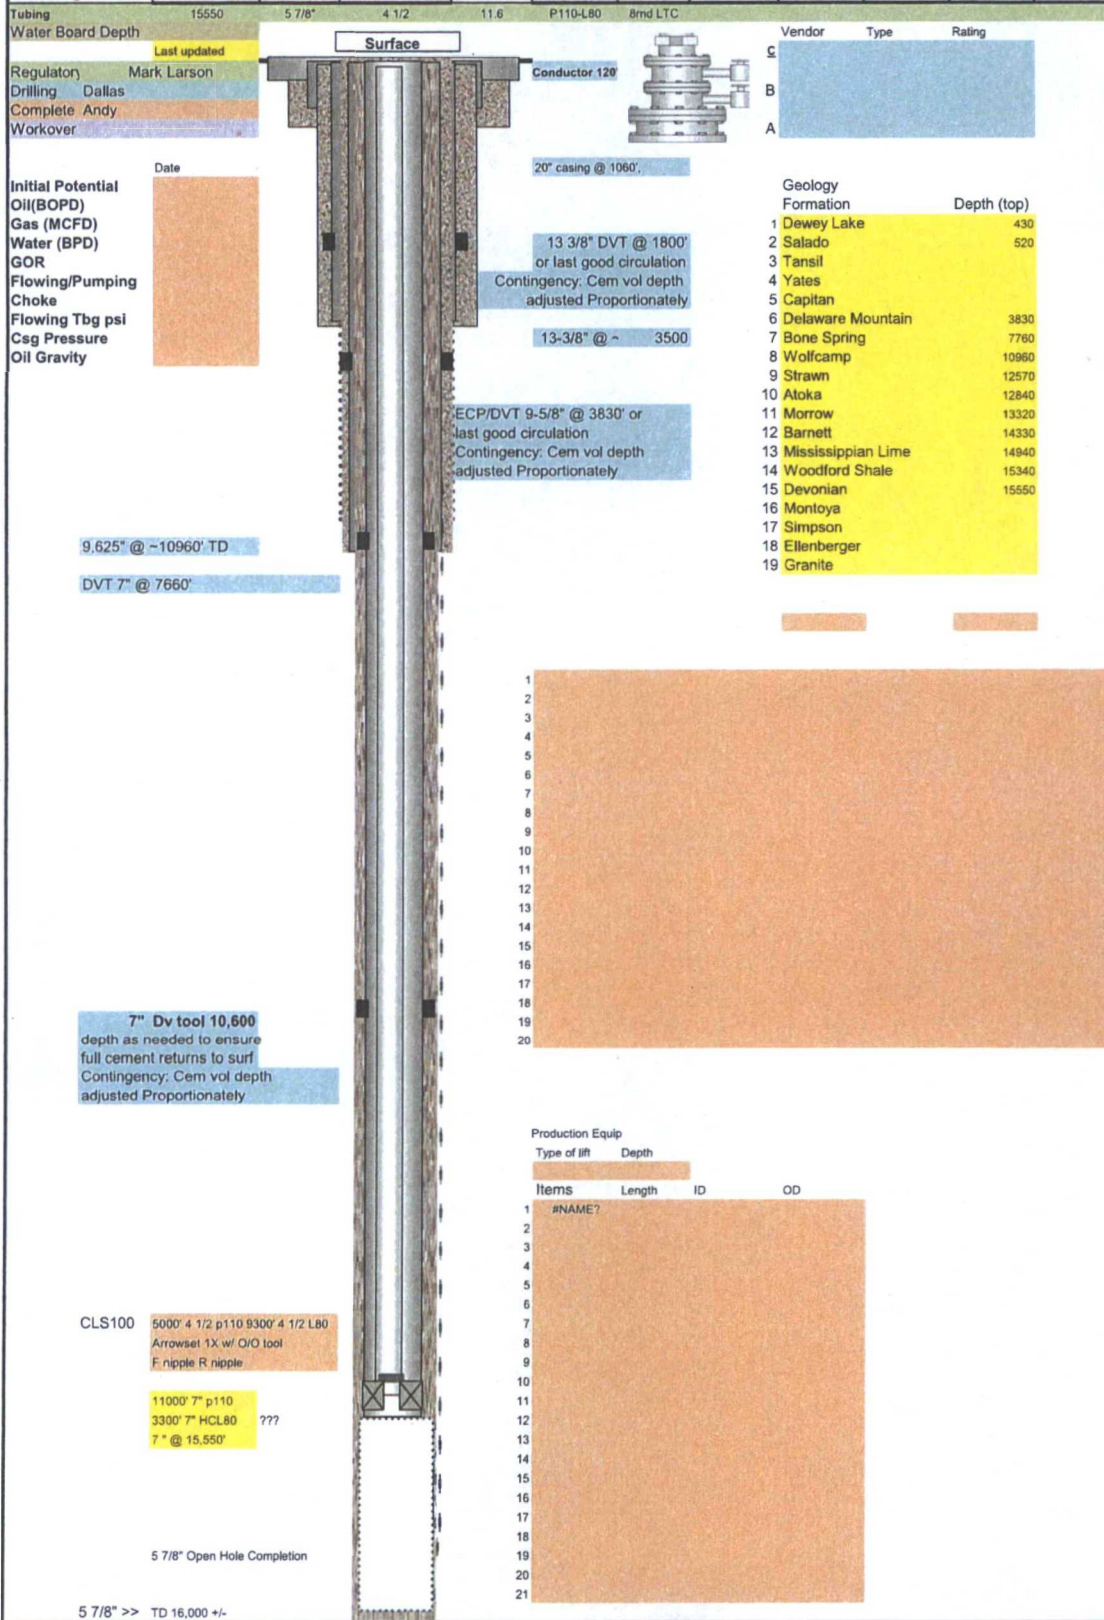 Tubing 15550 5 7/8" 4 1/2 11.6 P110-L80 8rnd LTC
Water Board Depth
Last updated
Regulatory Mark Larson
Drilling Dallas
Complete Andy
Workover
Surface
Conductor 120'
Vendor Type Rating
C
B
A
Date
Initial Potential
Oil(BOPD)
Gas (MCFD)
Water (BPD)
GOR
Flowing/Pumping
Choke
Flowing Tbg psi
Csg Pressure
Oil Gravity
20" casing @ 1060',
13 3/8" DVT @ 1800'
or last good circulation
Contingency: Cem vol depth
adjusted Proportionately
13-3/8" @ ~ 3500
ECP/DVT 9-5/8" @ 3830' or
last good circulation
Contingency: Cem vol depth
adjusted Proportionately
Geology
Formation Depth (top)
1 Dewey Lake 430
2 Salado 520
3 Tansil
4 Yates
5 Capitan
6 Delaware Mountain 3830
7 Bone Spring 7760
8 Wolfcamp 10960
9 Strawn 12570
10 Atoka 12840
11 Morrow 13320
12 Barnett 14330
13 Mississippian Lime 14940
14 Woodford Shale 15340
15 Devonian 15550
16 Montoya
17 Simpson
18 Ellenberger
19 Granite
9.625" @ ~10960' TD
DVT 7" @ 7660'
1
2
3
4
5
6
7
8
9
10
11
12
13
14
15
16
17
18
19
20
7" Dv tool 10,600
depth as needed to ensure
full cement returns to surf
Contingency: Cem vol depth
adjusted Proportionately
Production Equip
Type of lift Depth
Items Length ID OD
1 #NAME?
2
3
4
5
6
7
8
9
10
11
12
13
14
15
16
17
18
19
20
21
CLS100 5000' 4 1/2 p110 9300' 4 1/2 L80
Arrowset 1X w/ O/O tool
F nipple R nipple
11000' 7" p110
3300' 7" HCL80 ???
7 " @ 15,550'
5 7/8" Open Hole Completion
5 7/8" >> TD 16,000 +/-